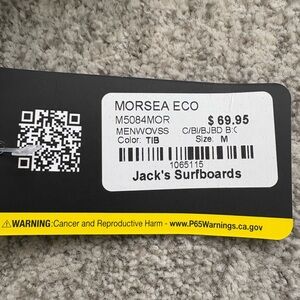 MORSEA ECO
M5084MOR $ 69.95
MENWOVSS C/BI/BJBD B:C
Color: TIB Size: M
1065115
Jack's Surfboards
⚠WARNING: Cancer and Reproductive Harm - www.P65Warnings.ca.gov